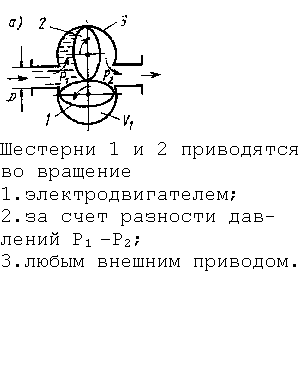 а) 2 3
P₁ P₂
D
1 V₁
Шестерни 1 и 2 приводятся
во вращение
1.электродвигателем;
2.за счет разности дав-
лений P₁ –P₂;
3.любым внешним приводом.